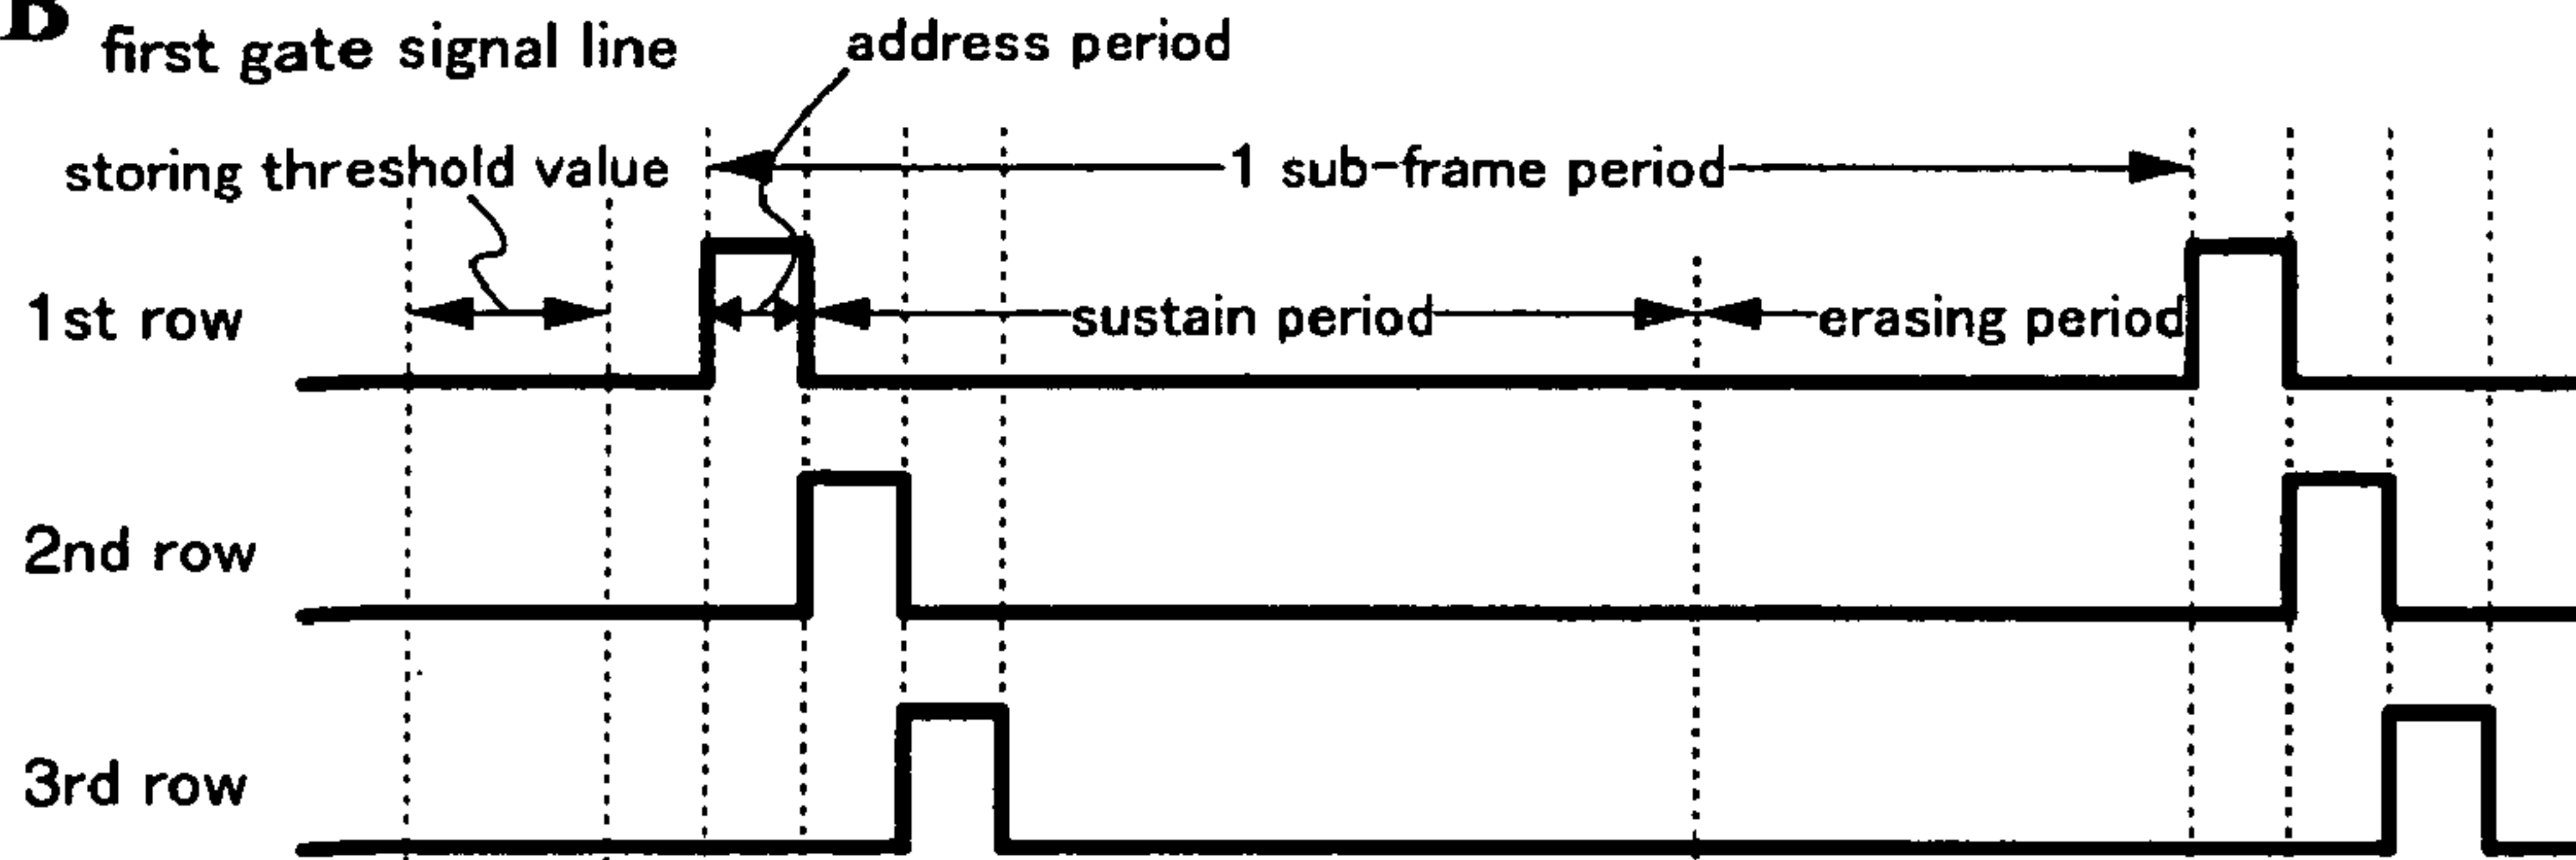 B
first gate signal line
address period
storing threshold value
1 sub-frame period
1st row
sustain period
erasing period
2nd row
3rd row